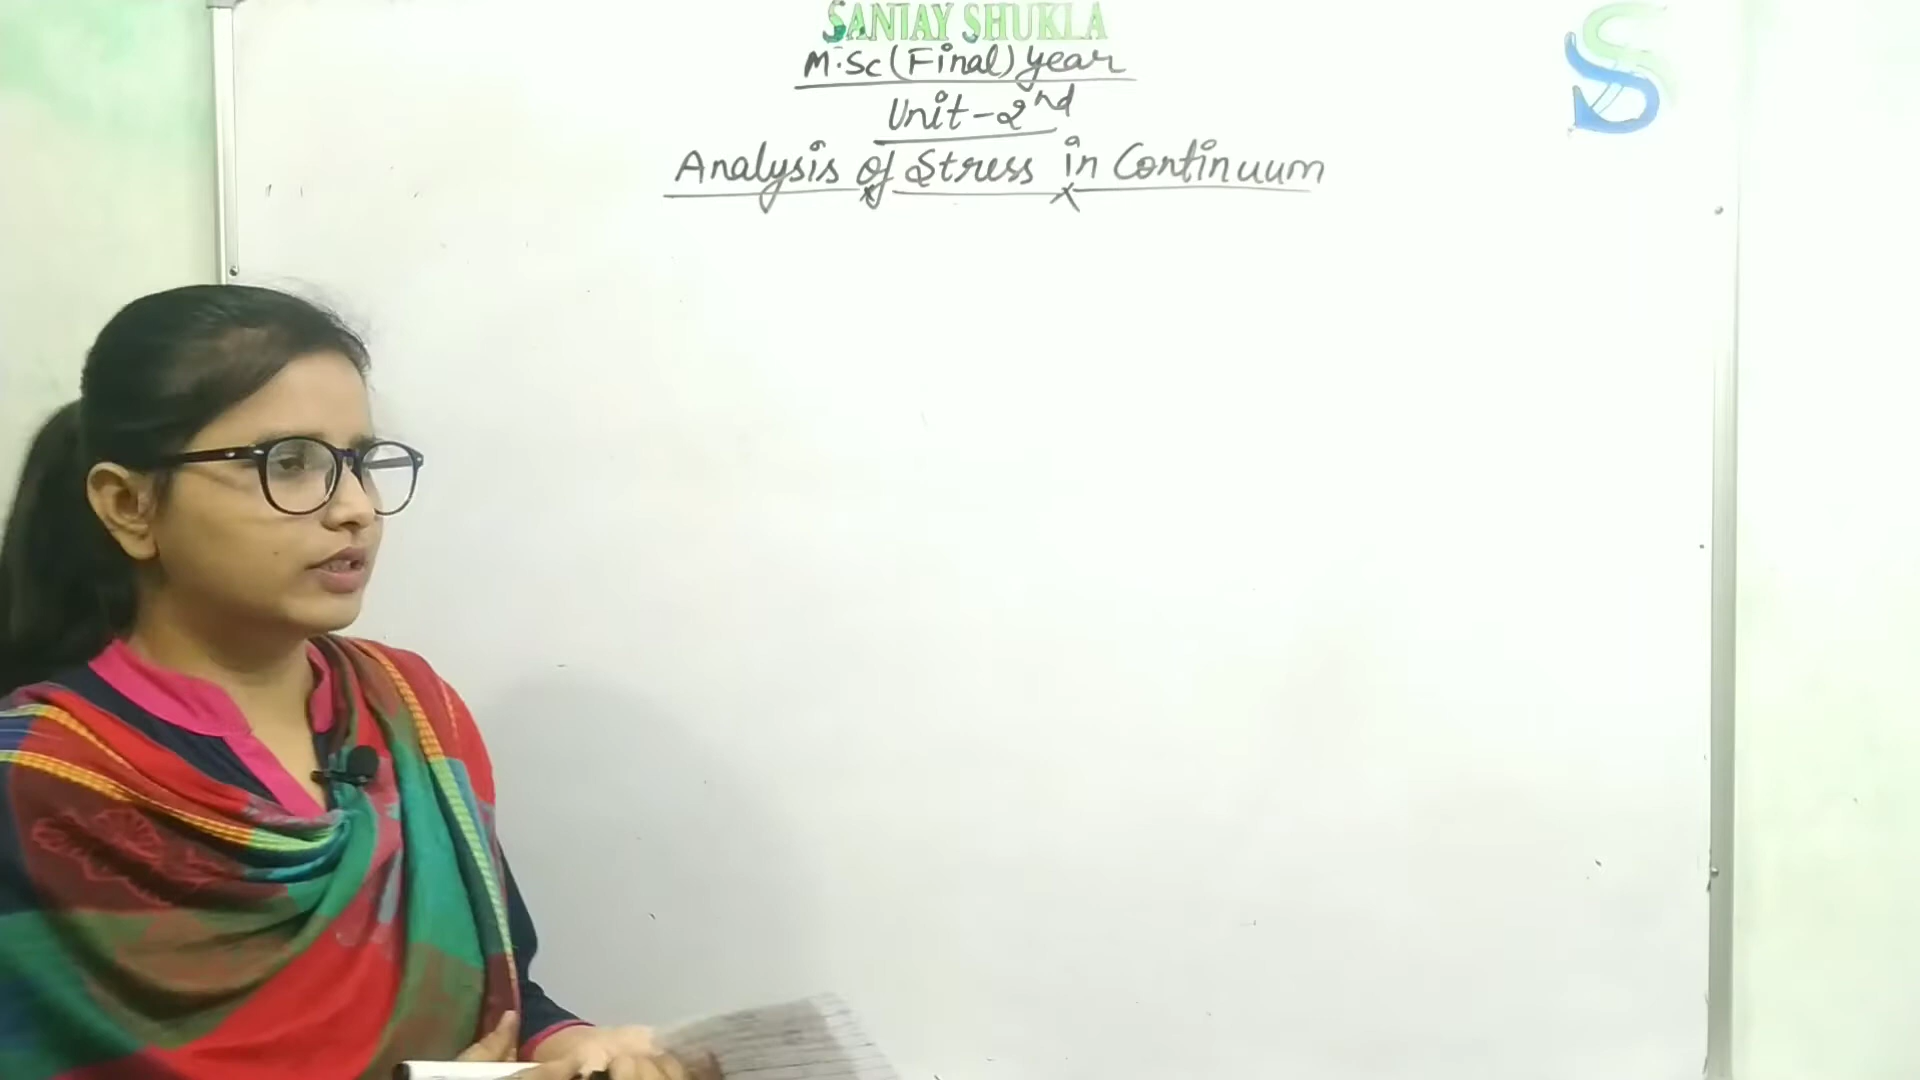 SANJAY SHUKLA
M.Sc (Final) year
Unit-2nd
Analysis of Stress in Continuum